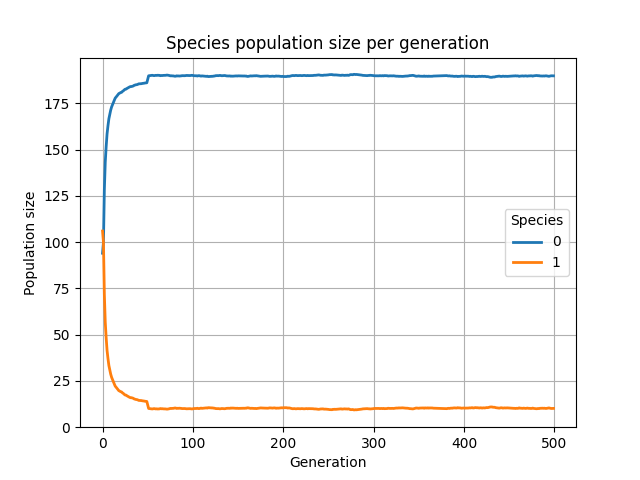 Species population size per generation
Population size
175
150
125
100
75
50
25
0
Species
0
1
0 100 200 300 400 500
Generation